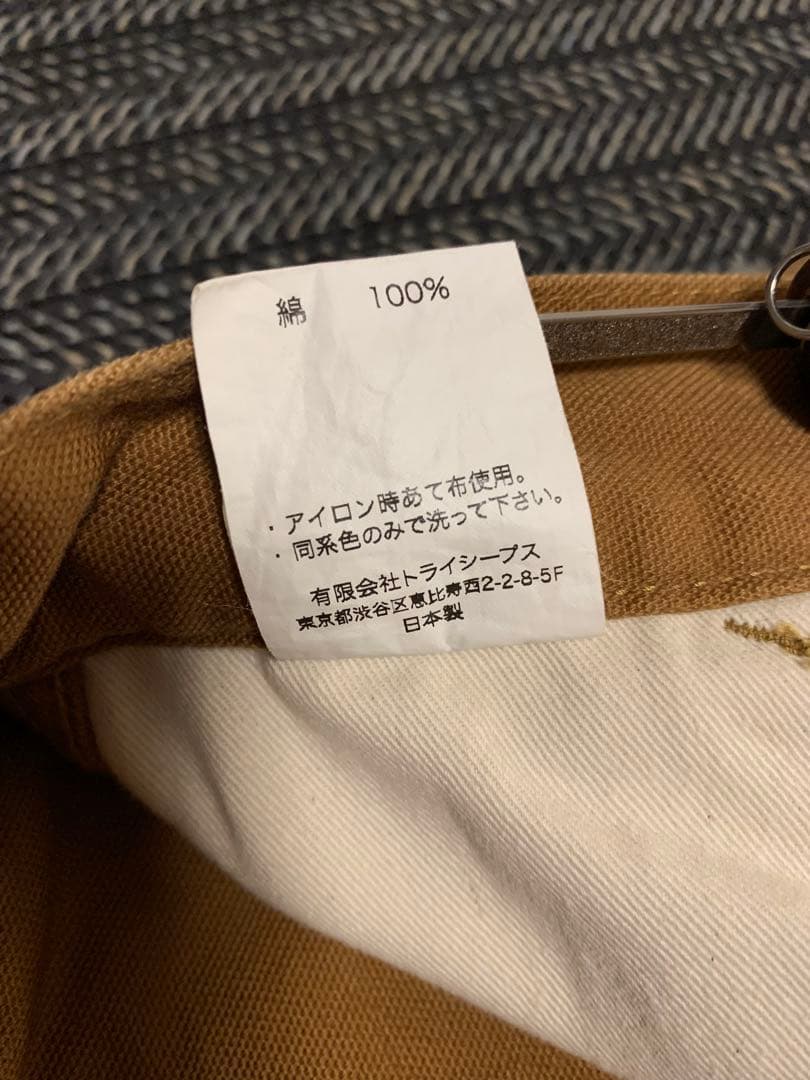 綿 100%
・アイロン時あて布使用。
・同系色のみで洗って下さい。
有限会社トライシープス
東京都渋谷区恵比寿西2-2-8-5F
日本製